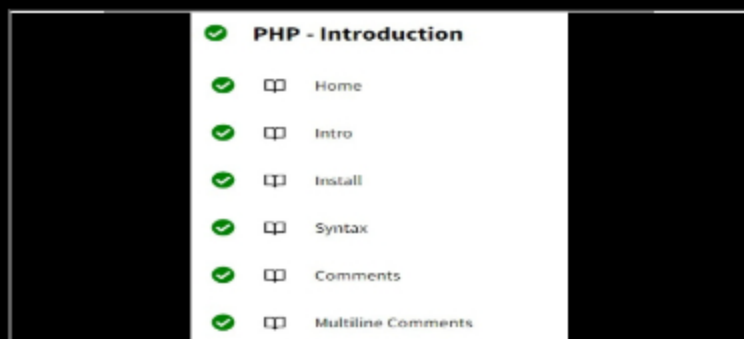 PHP - Introduction
Home
Intro
Install
Syntax
Comments
Multiline Comments